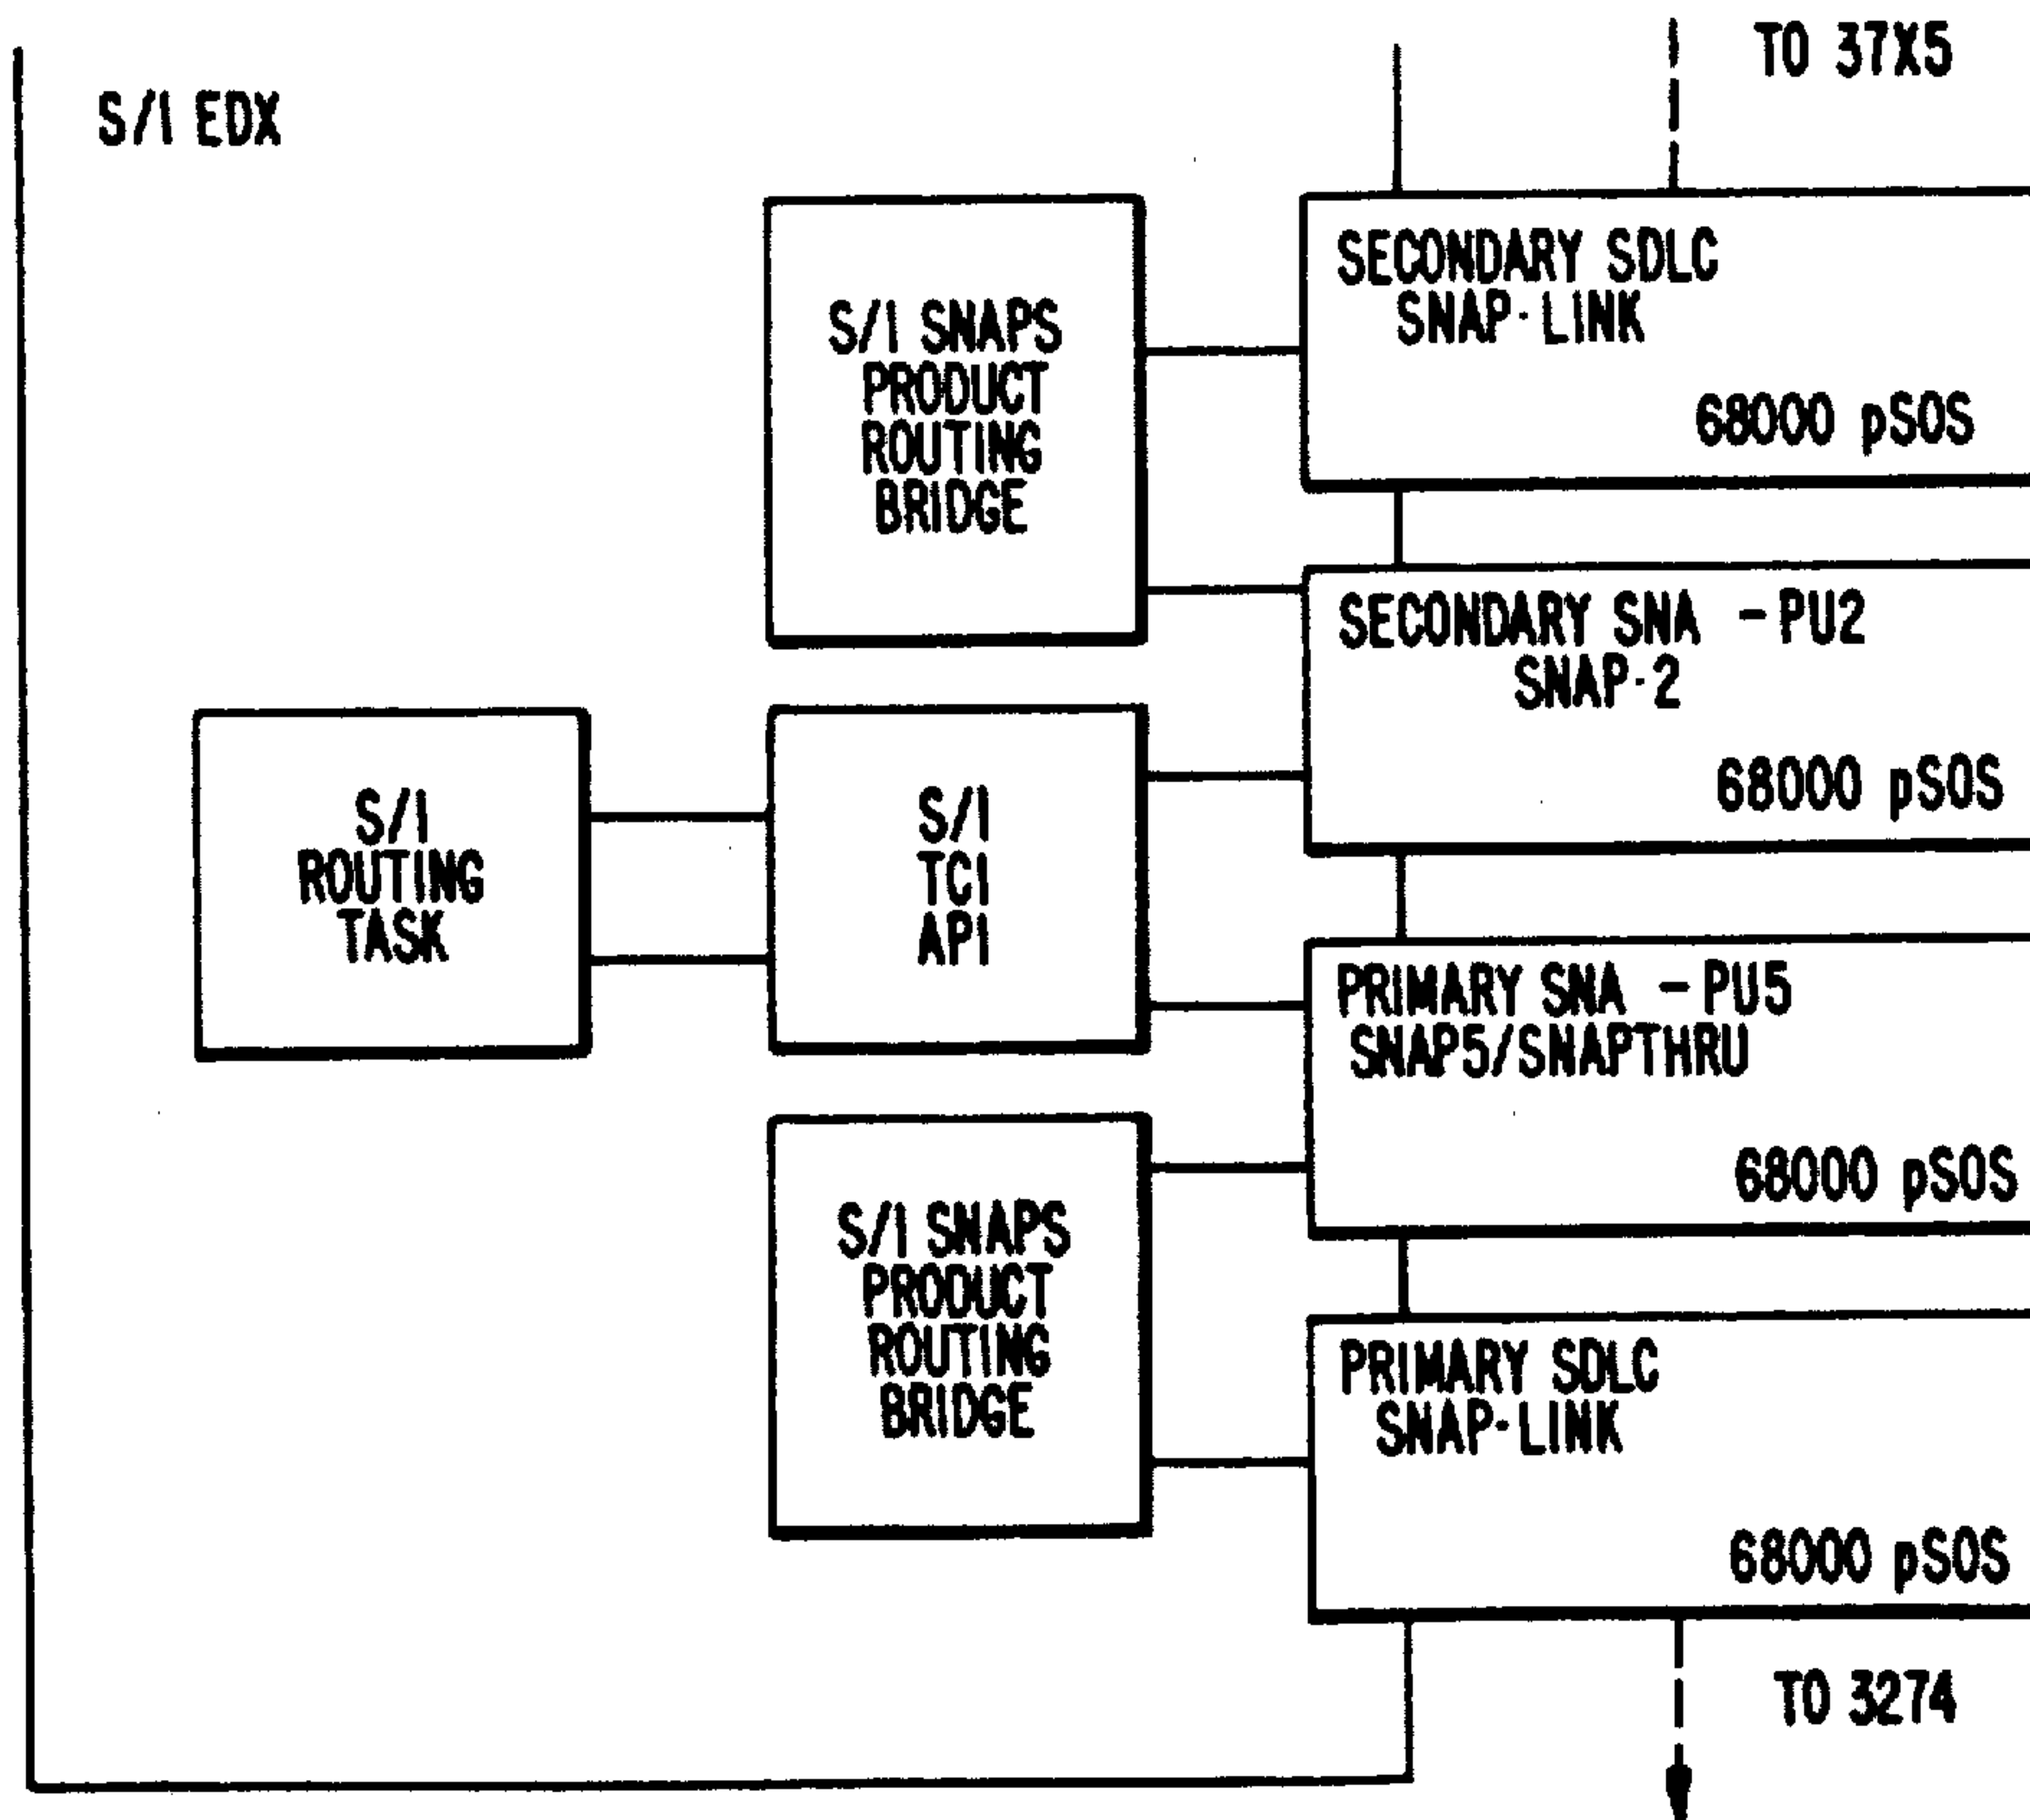 TO 37X5
S/1 EDX
SECONDARY SDLC
SNAP-LINK
68000 pSOS
S/1 SNAPS
PRODUCT
ROUTING
BRIDGE
SECONDARY SNA - PU2
SNAP-2
68000 pSOS
S/1
ROUTING
TASK
S/1
TCI
API
PRIMARY SNA - PU5
SNAP5/SNAPTHRU
68000 pSOS
S/1 SNAPS
PRODUCT
ROUTING
BRIDGE
PRIMARY SDLC
SNAP-LINK
68000 pSOS
TO 3274